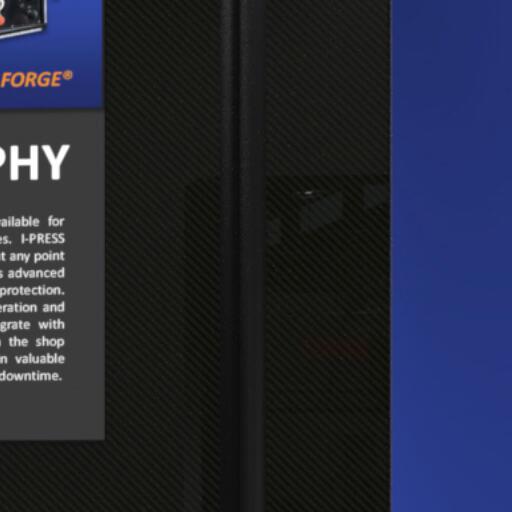 FORGE®
PHY
ailable for
es. I-PRESS
t any point
s advanced
protection.
eration and
grate with
the shop
n valuable
downtime.